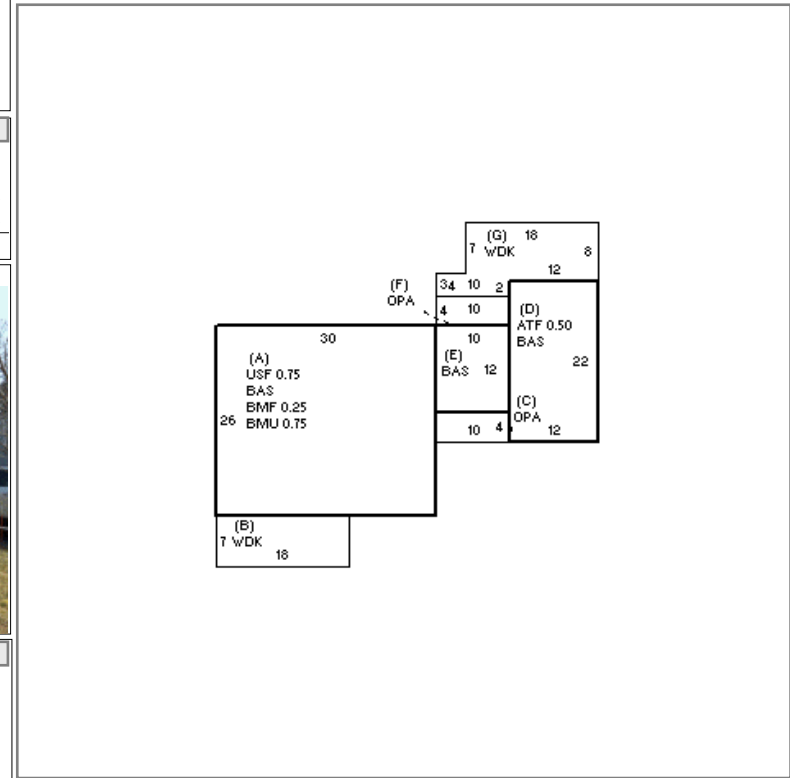 (G) 18
7 WDK 8
12
(F) 34 10 2
OPA
4 10 (D)
ATF 0.50
30 10 BAS
(A) (E)
USF 0.75 BAS 12 22
BAS
BMF 0.25 (C)
26 BMU 0.75 OPA
10 4 12
(B)
7 WDK
18